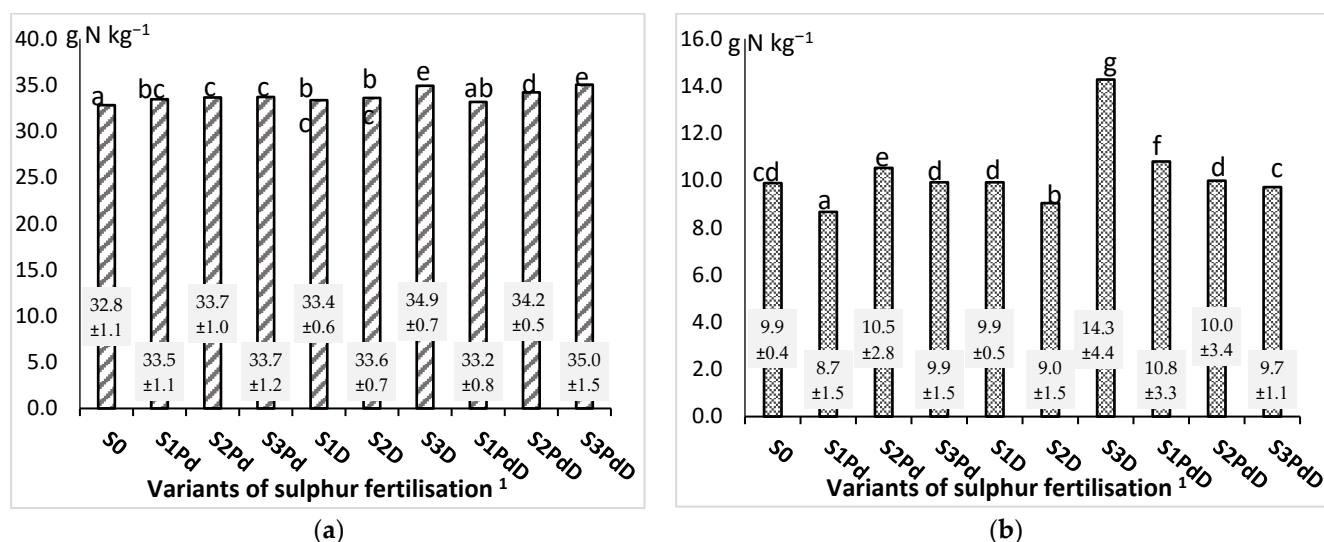 g N kg⁻¹
40.0
35.0
30.0
25.0
20.0
15.0
10.0
5.0
0.0
a
bc
c
c
b
c
b
c
e
ab
d
e
32.8
±1.1
33.5
±1.1
33.7
±1.0
33.7
±1.2
33.4
±0.6
33.6
±0.7
34.9
±0.7
33.2
±0.8
34.2
±0.5
35.0
±1.5
S0
S1Pd
S2Pd
S3Pd
S1D
S2D
S3D
S1PdD
S2PdD
S3PdD
Variants of sulphur fertilisation ¹
(a)
g N kg⁻¹
16.0
14.0
12.0
10.0
8.0
6.0
4.0
2.0
0.0
cd
a
e
d
d
b
g
f
d
c
9.9
±0.4
8.7
±1.5
10.5
±2.8
9.9
±1.5
9.9
±0.5
9.0
±1.5
14.3
±4.4
10.8
±3.3
10.0
±3.4
9.7
±1.1
S0
S1Pd
S2Pd
S3Pd
S1D
S2D
S3D
S1PdD
S2PdD
S3PdD
Variants of sulphur fertilisation ¹
(b)